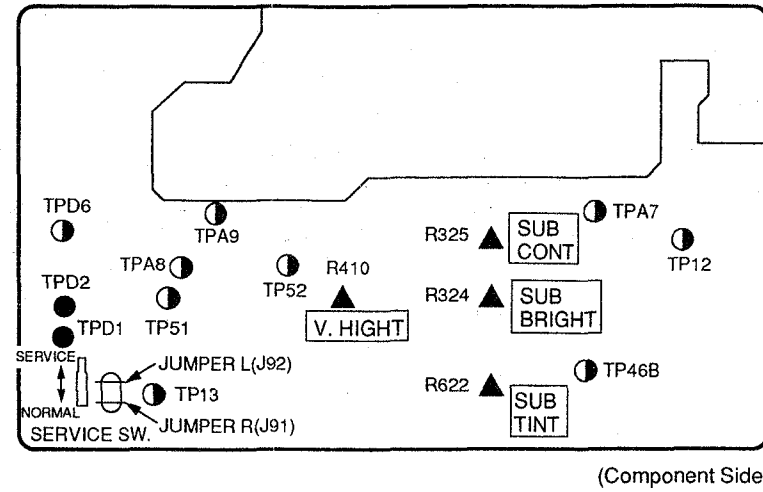 TPD6
TPA9
TPA7
R325
SUB
CONT
TP12
TPA8
TP52
R410
TPD2
TP51
R324
SUB
BRIGHT
TPD1
V. HIGHT
SERVICE
JUMPER L(J92)
TP46B
R622
TP13
SUB
TINT
NORMAL
JUMPER R(J91)
SERVICE SW.
(Component Side